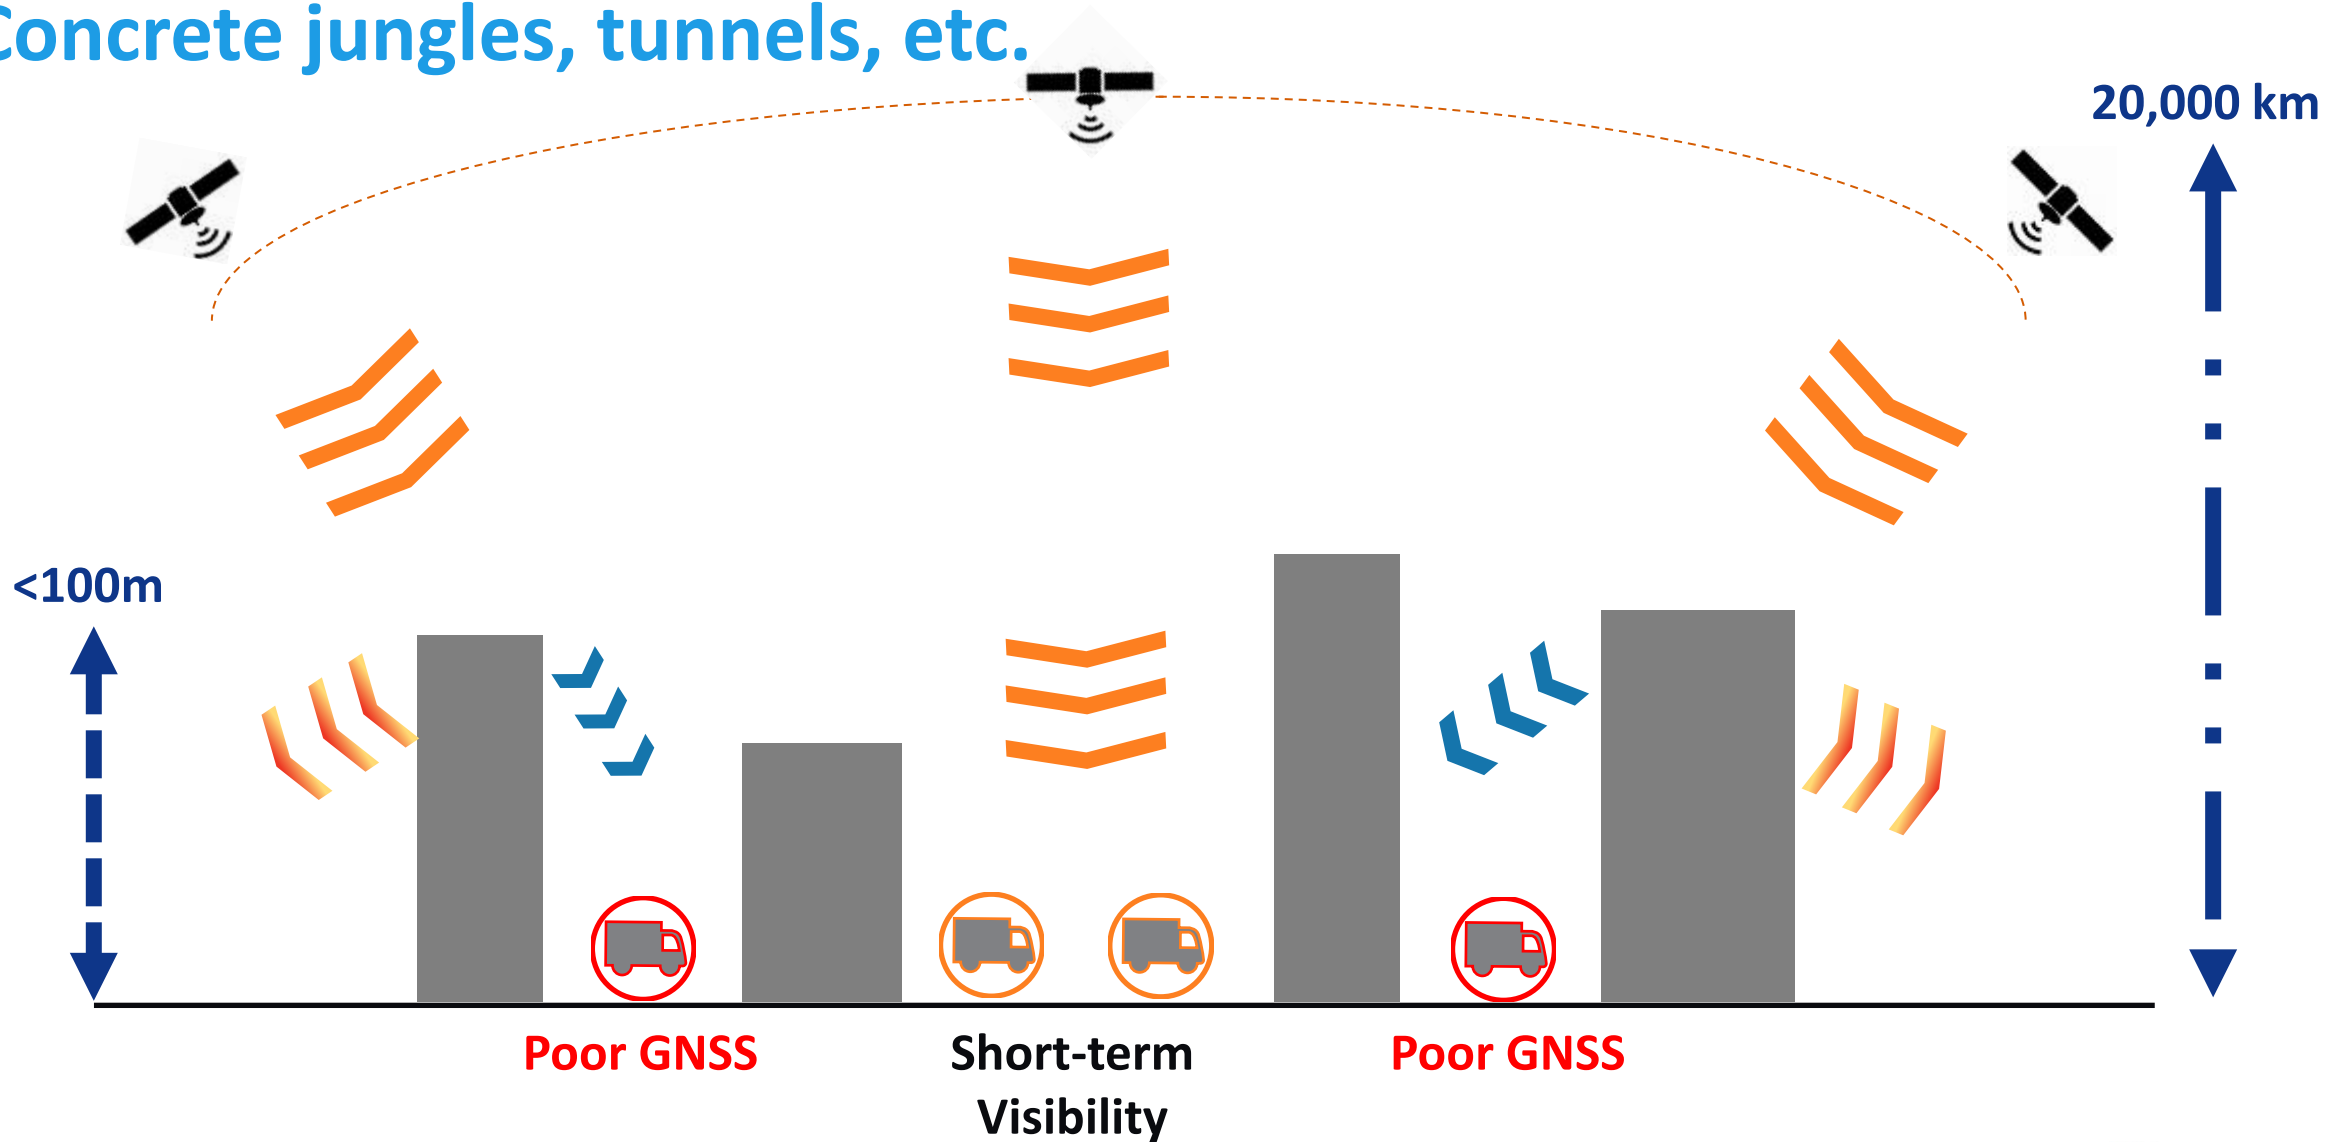 Concrete jungles, tunnels, etc.
20,000 km
<100m
Poor GNSS
Short-term
Visibility
Poor GNSS